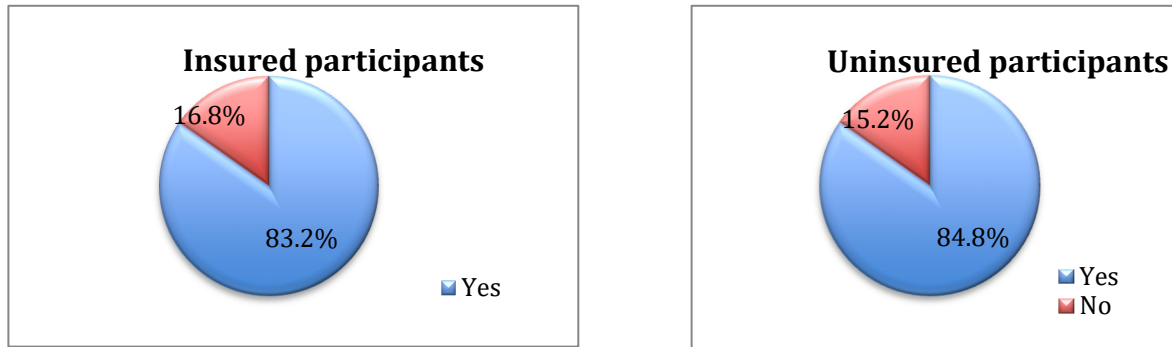 Insured participants
16.8%
83.2%
Yes
Uninsured participants
15.2%
84.8%
Yes
No